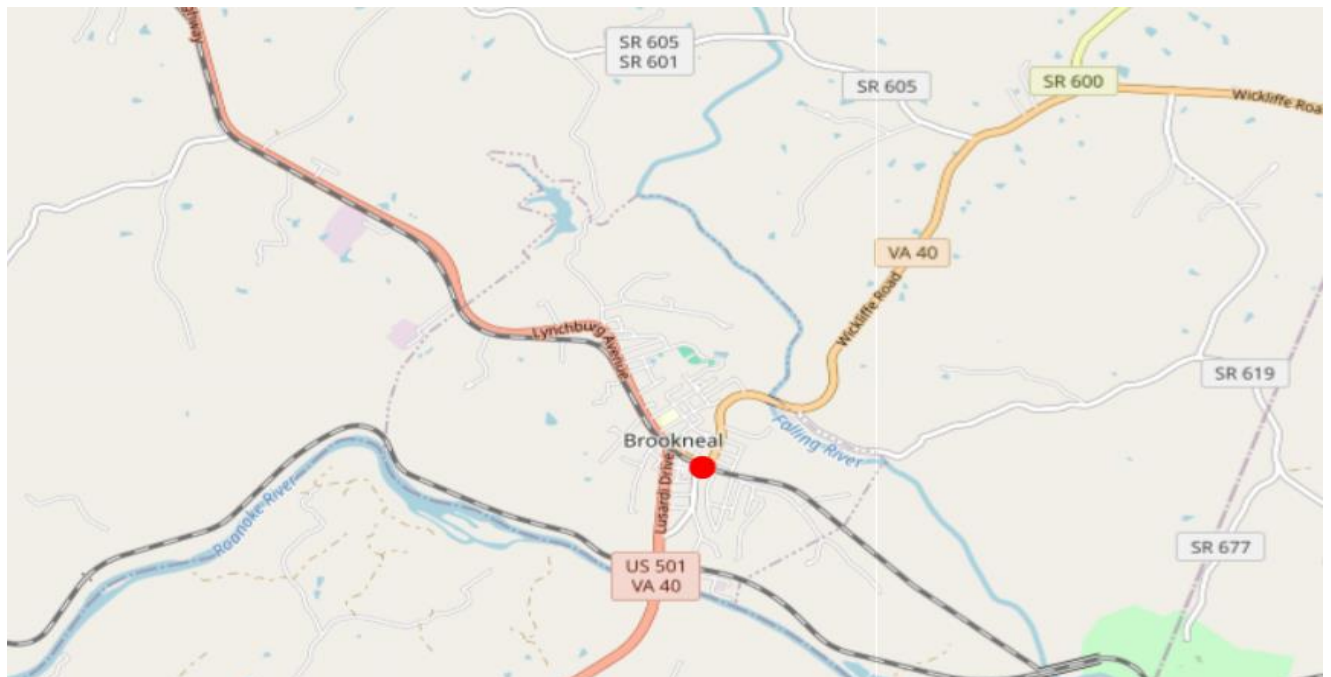 SR 605
SR 601
SR 605
SR 600
Wickliffe Roa
VA 40
Wickliffe Road
Lynchburg Avenue
SR 619
Brookneal
Falling River
Lusardi Drive
Roanoke River
SR 677
US 501
VA 40